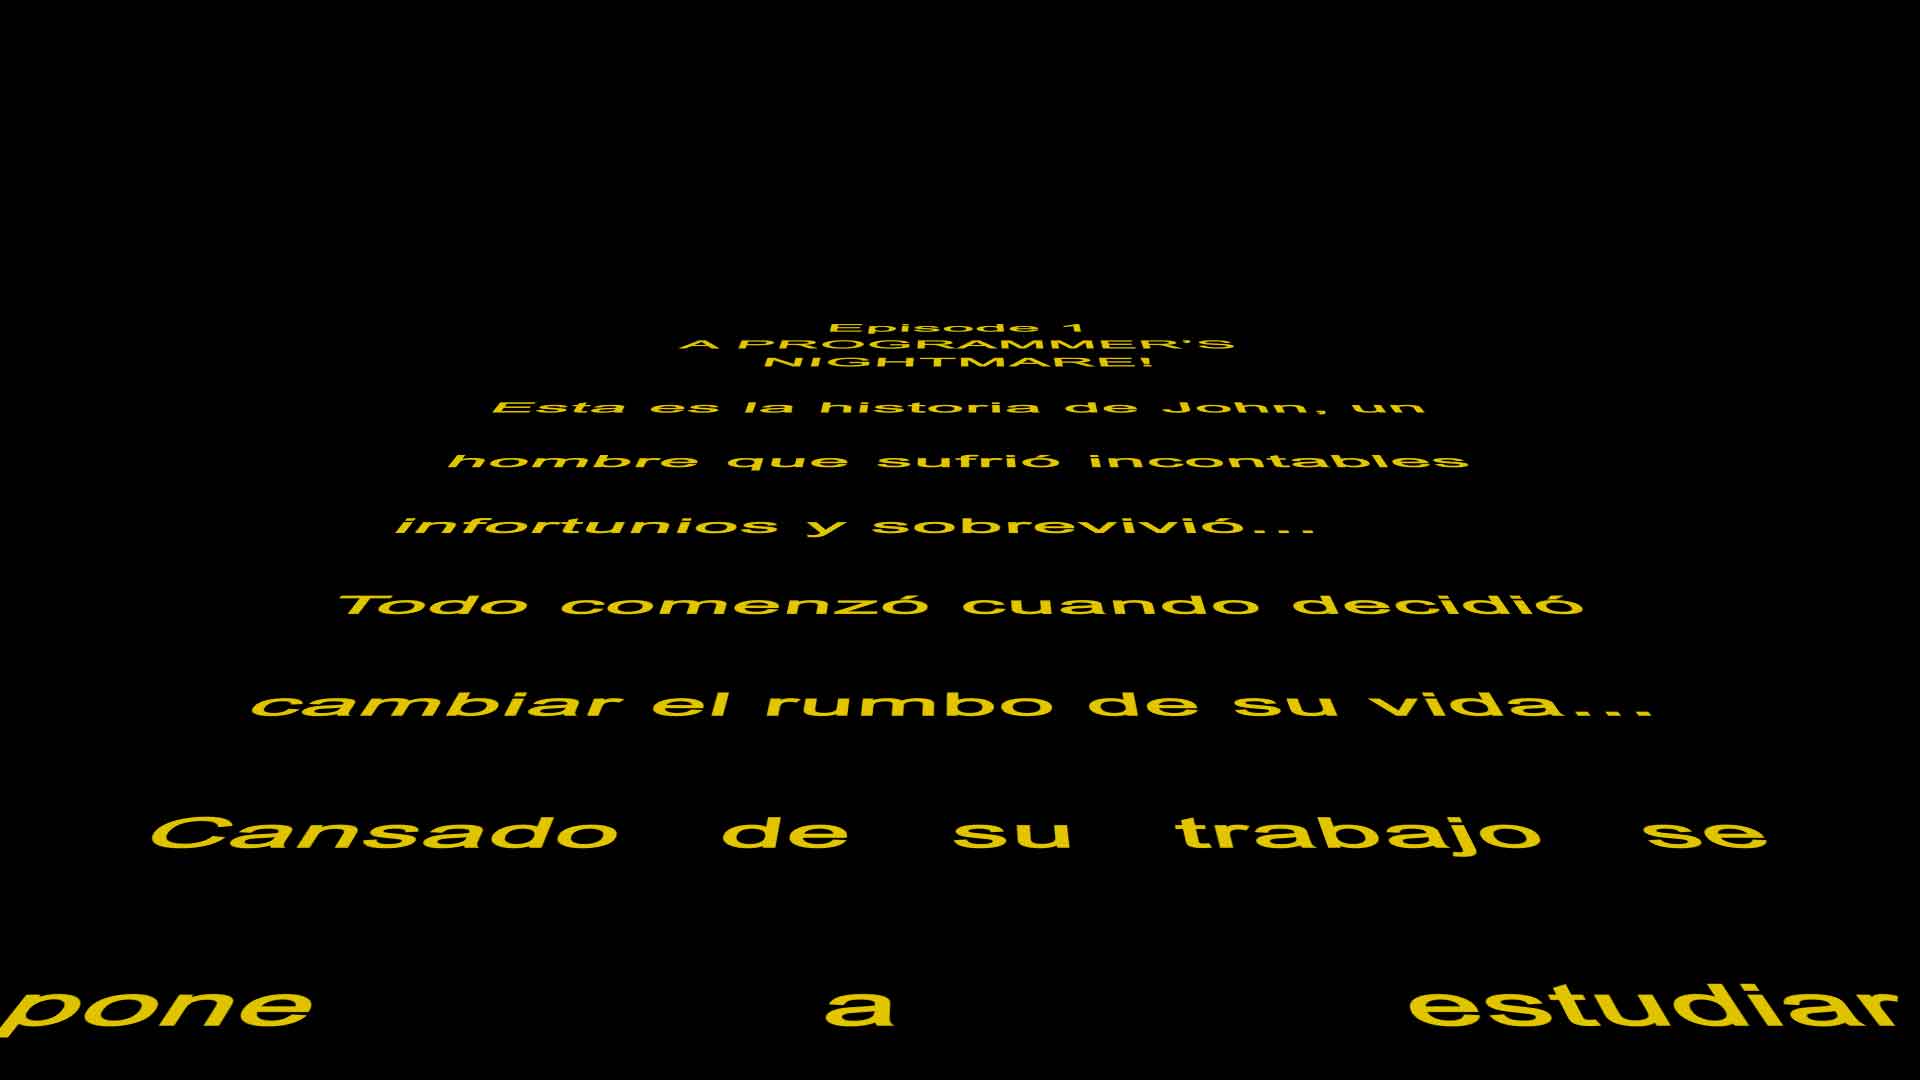 Episode 1
A PROGRAMMER'S
NIGHTMARE!
Esta es la historia de John, un
hombre que sufrió incontables
infortunios y sobrevivió...
Todo comenzó cuando decidió
cambiar el rumbo de su vida...
Cansado de su trabajo se
pone a estudiar